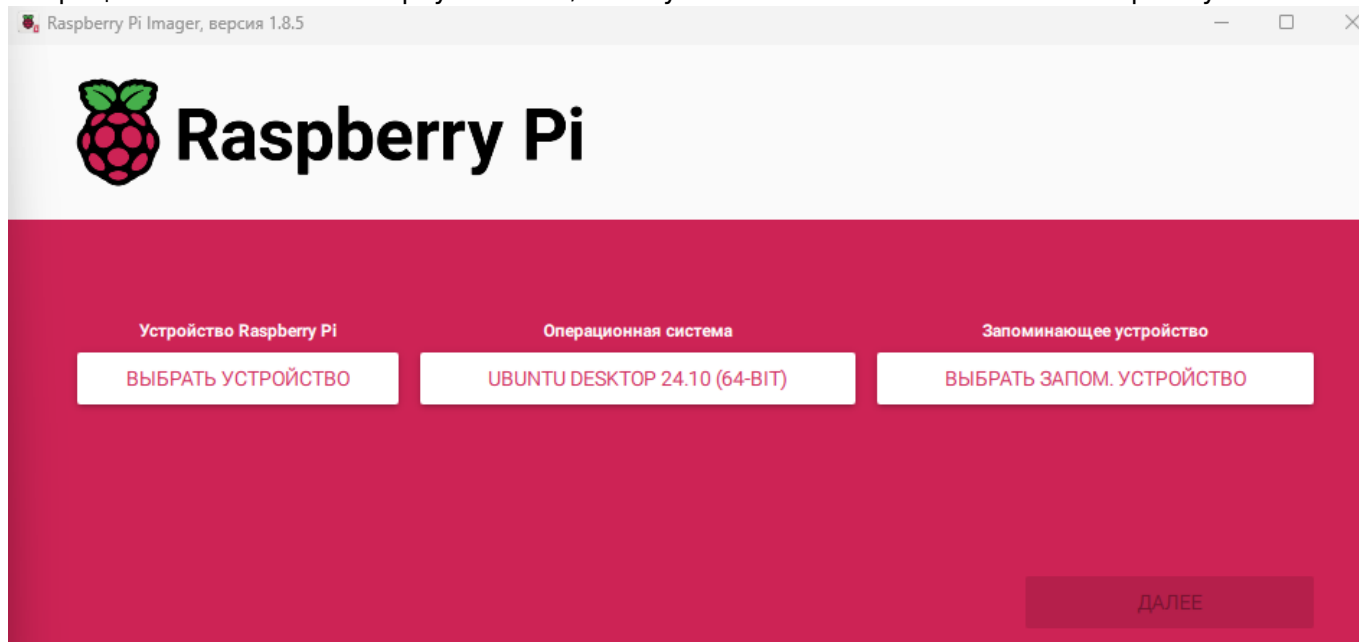 Raspberry Pi Imager, версия 1.8.5
Raspberry Pi
Устройство Raspberry Pi
Операционная система
Запоминающее устройство
ВЫБРАТЬ УСТРОЙСТВО
UBUNTU DESKTOP 24.10 (64-BIT)
ВЫБРАТЬ ЗАПОМ. УСТРОЙСТВО
ДАЛЕЕ